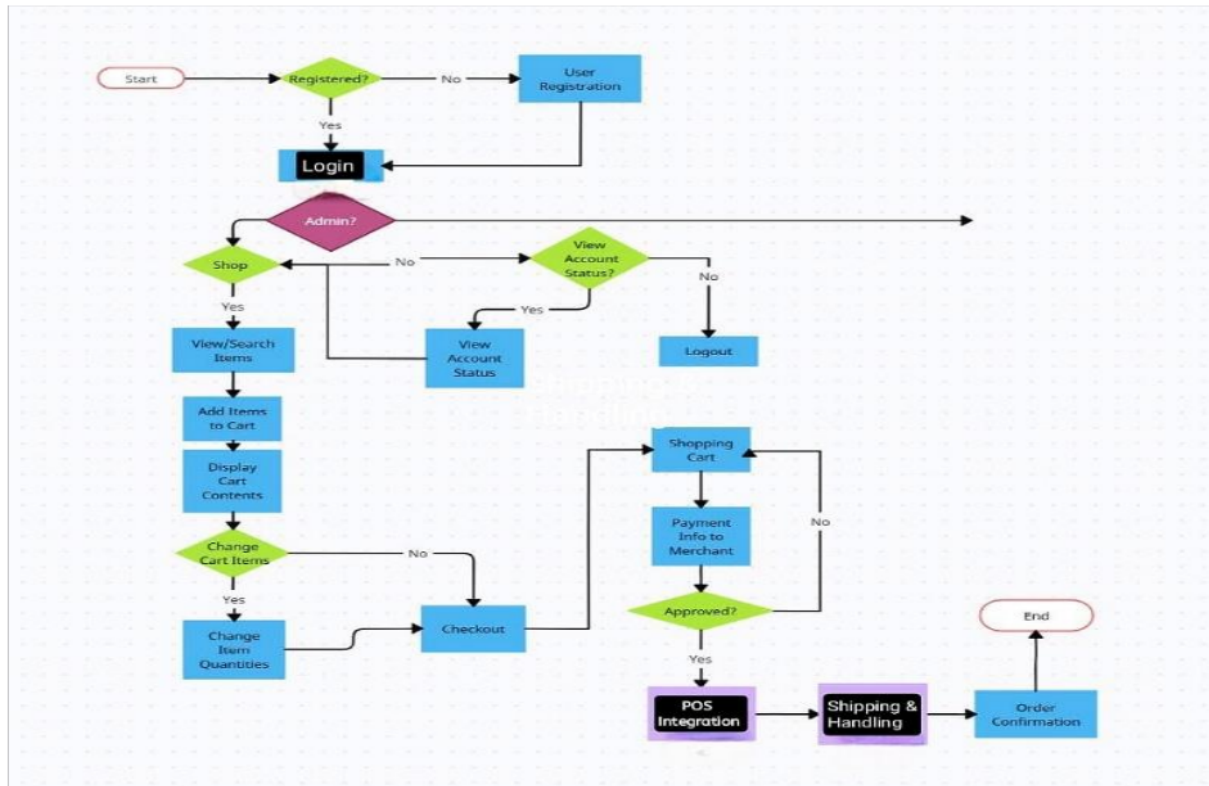 Start
Registered?
No
User
Registration
Yes
Login
Admin?
Shop
No
View
Account
Status?
No
Yes
Yes
View/Search
Items
View
Account
Status
Logout
Shipping &
Handling
Add Items
to Cart
Display
Cart
Contents
Shopping
Cart
Payment
Info to
Merchant
No
Change
Cart Items
No
Yes
Approved?
Change
Item
Quantities
Checkout
End
Yes
POS
Integration
Shipping &
Handling
Order
Confirmation